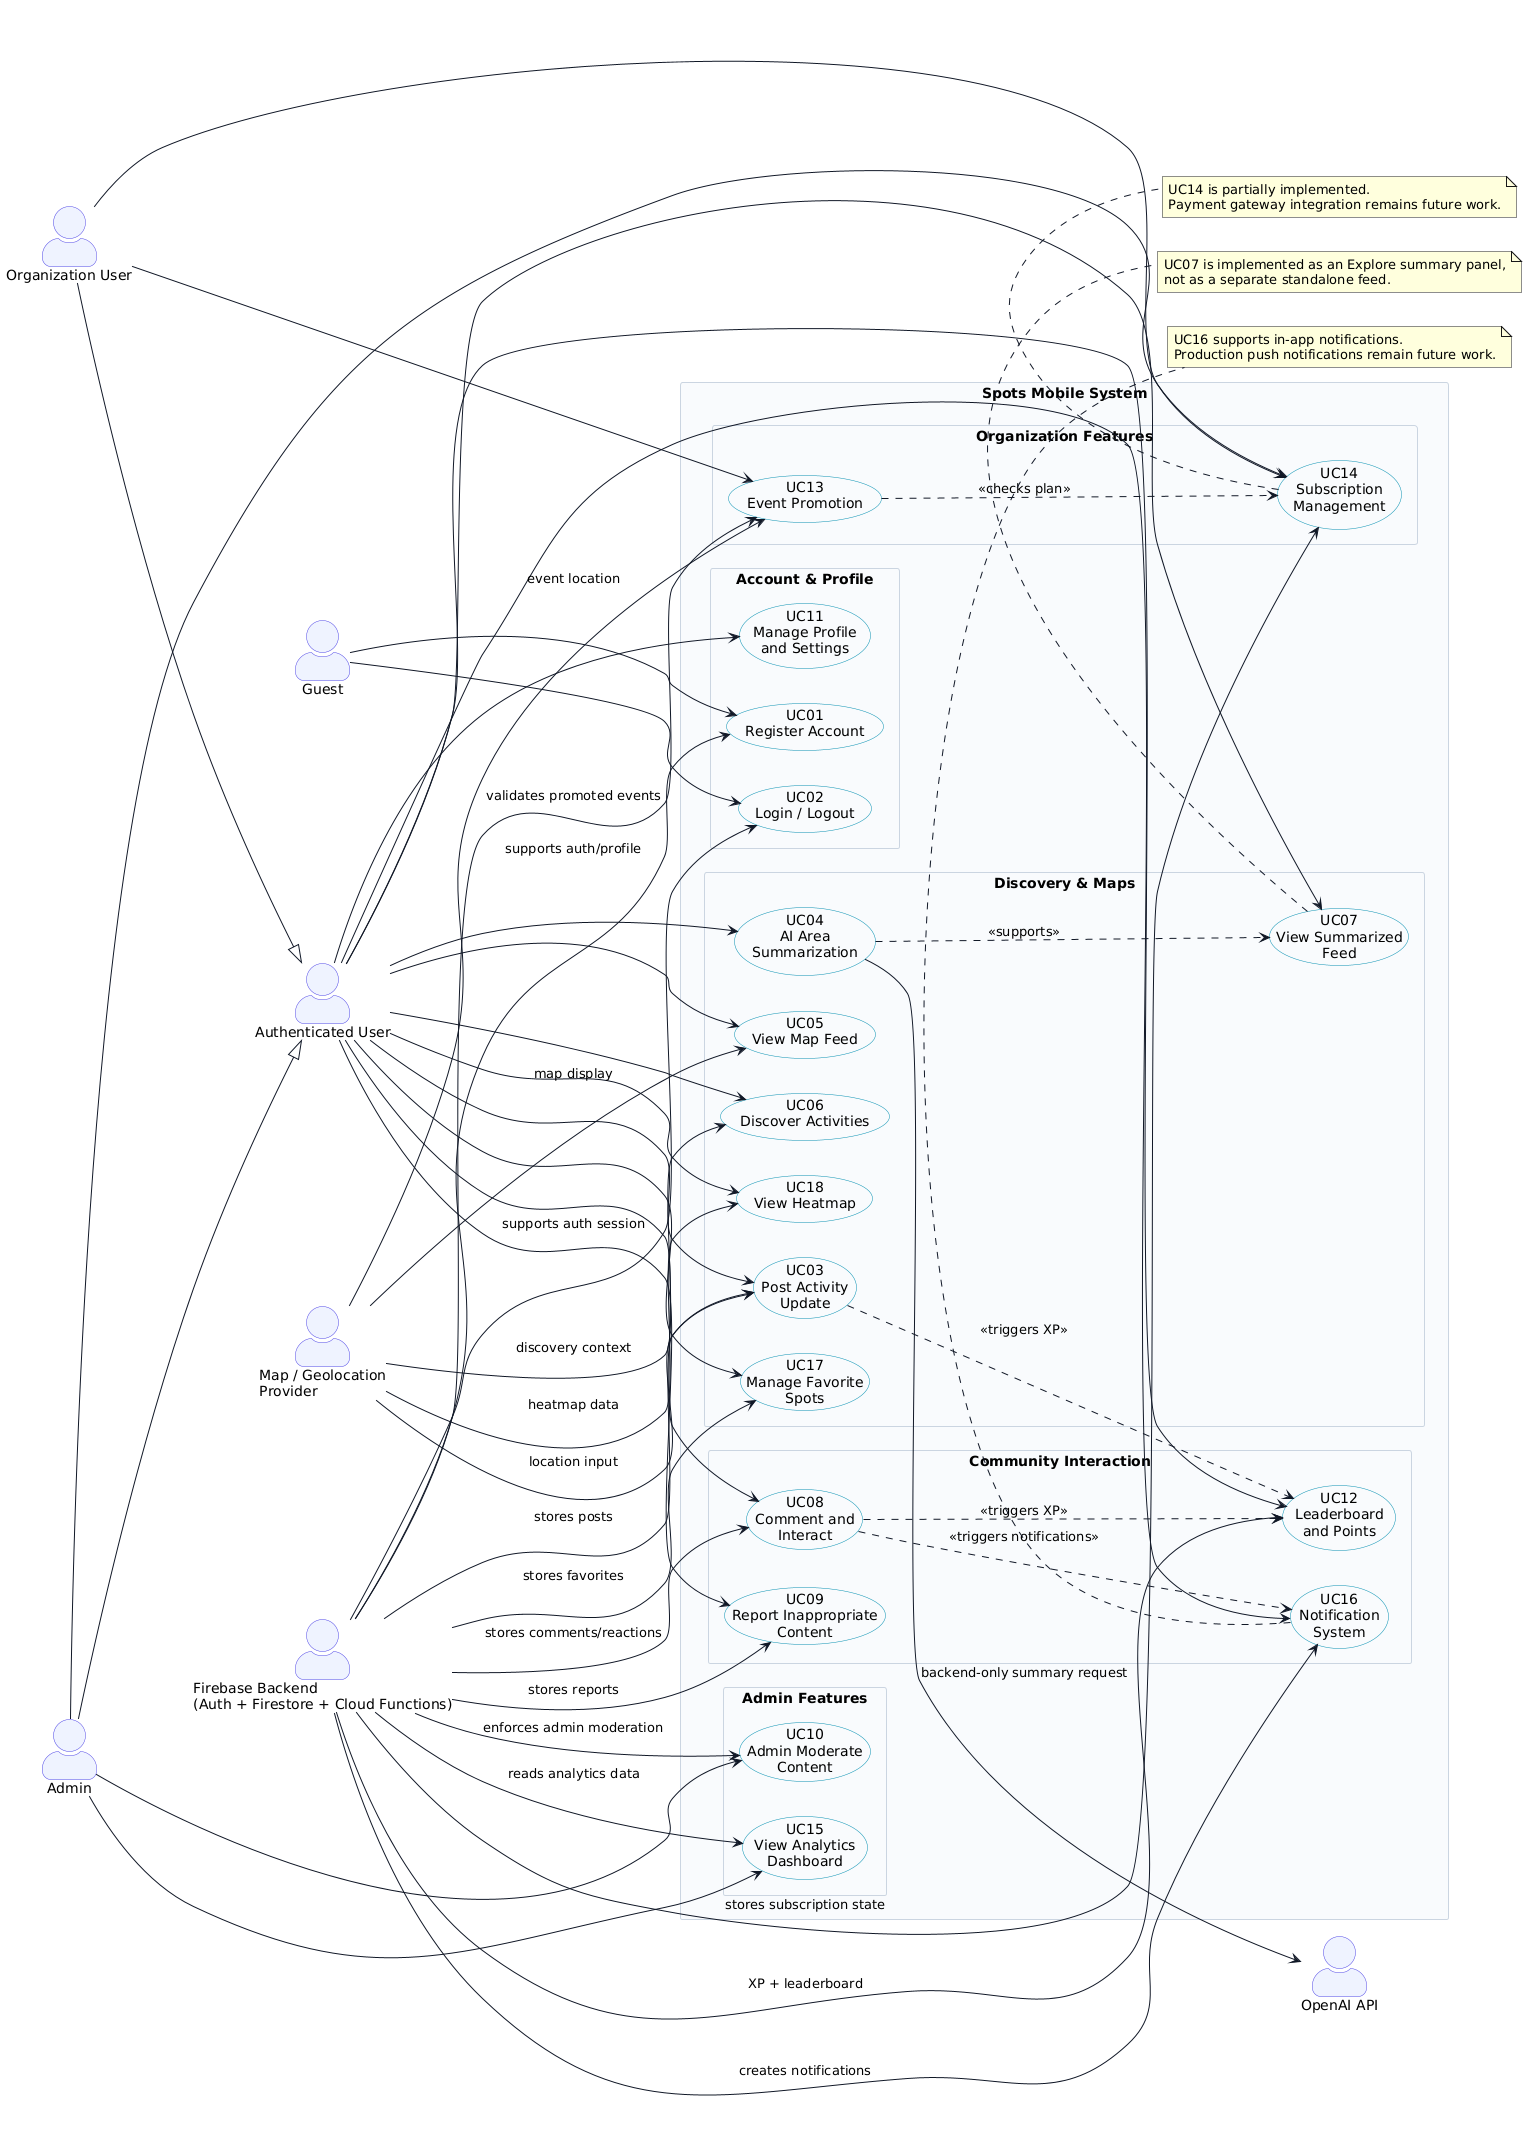 UC14 is partially implemented.
Payment gateway integration remains future work.
Organization User
UC07 is implemented as an Explore summary panel,
not as a separate standalone feed.
UC16 supports in-app notifications.
Production push notifications remain future work.
Spots Mobile System
Organization Features
UC13
Event Promotion
«checks plan»
UC14
Subscription
Management
event location
Account & Profile
UC11
Manage Profile
and Settings
Guest
UC01
Register Account
validates promoted events
UC02
Login / Logout
supports auth/profile
Discovery & Maps
UC04
AI Area
Summarization
«supports»
UC07
View Summarized
Feed
Authenticated User
UC05
View Map Feed
map display
UC06
Discover Activities
UC18
View Heatmap
supports auth session
UC03
Post Activity
Update
«triggers XP»
discovery context
Map / Geolocation
Provider
UC17
Manage Favorite
Spots
heatmap data
location input
Community Interaction
stores posts
UC08
Comment and
Interact
«triggers XP»
«triggers notifications»
UC12
Leaderboard
and Points
stores favorites
UC09
Report Inappropriate
Content
UC16
Notification
System
stores comments/reactions
backend-only summary request
Firebase Backend
(Auth + Firestore + Cloud Functions)
stores reports
Admin Features
enforces admin moderation
UC10
Admin Moderate
Content
reads analytics data
Admin
UC15
View Analytics
Dashboard
stores subscription state
XP + leaderboard
OpenAI API
creates notifications